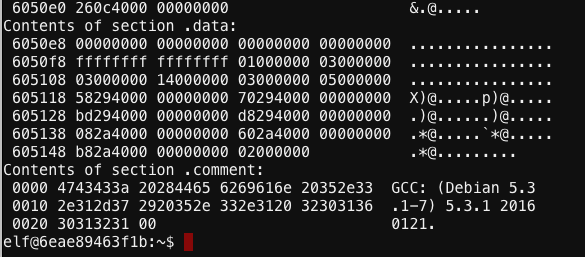 6050e0 260c4000 00000000 &.@.....
Contents of section .data:
6050e8 00000000 00000000 00000000 00000000 ................
6050f8 ffffffff ffffffff 01000000 03000000 ................
605108 03000000 14000000 03000000 05000000 ................
605118 58294000 00000000 70294000 00000000 X)@.....p)@.....
605128 bd294000 00000000 d8294000 00000000 .)@......)@.....
605138 082a4000 00000000 602a4000 00000000 .*@.....`*@.....
605148 b82a4000 00000000 02000000 .*@.........
Contents of section .comment:
0000 4743433a 20284465 6269616e 20352e33 GCC: (Debian 5.3
0010 2e312d37 2920352e 332e3120 32303136 .1-7) 5.3.1 2016
0020 30313231 00 0121.
elf@6eae89463f1b:~$